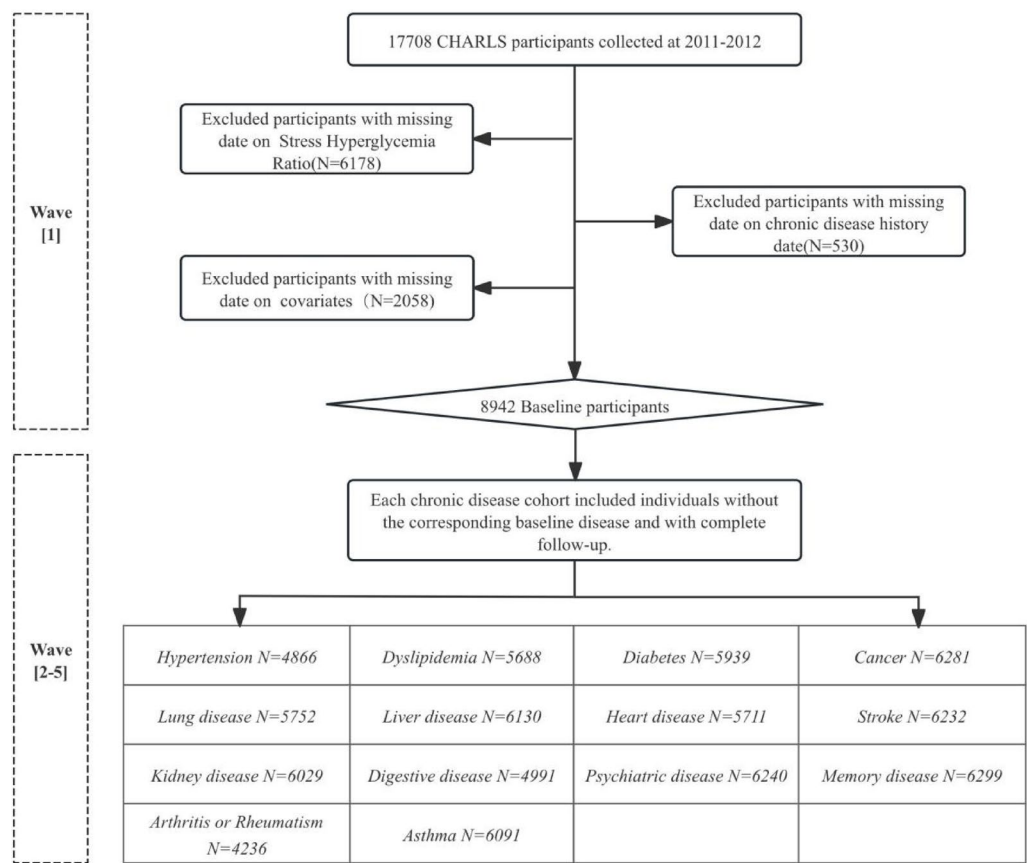 17708 CHARLS participants collected at 2011-2012
Excluded participants with missing
date on Stress Hyperglycemia
Ratio(N=6178)
Excluded participants with missing
date on chronic disease history
date(N=530)
Wave
[1]
Excluded participants with missing
date on covariates（N=2058)
8942 Baseline participants
Each chronic disease cohort included individuals without
the corresponding baseline disease and with complete
follow-up.
Wave
[2-5]
Hypertension N=4866
Dyslipidemia N=5688
Diabetes N=5939
Cancer N=6281
Lung disease N=5752
Liver disease N=6130
Heart disease N=5711
Stroke N=6232
Kidney disease N=6029
Digestive disease N=4991
Psychiatric disease N=6240
Memory disease N=6299
Arthritis or Rheumatism
N=4236
Asthma N=6091